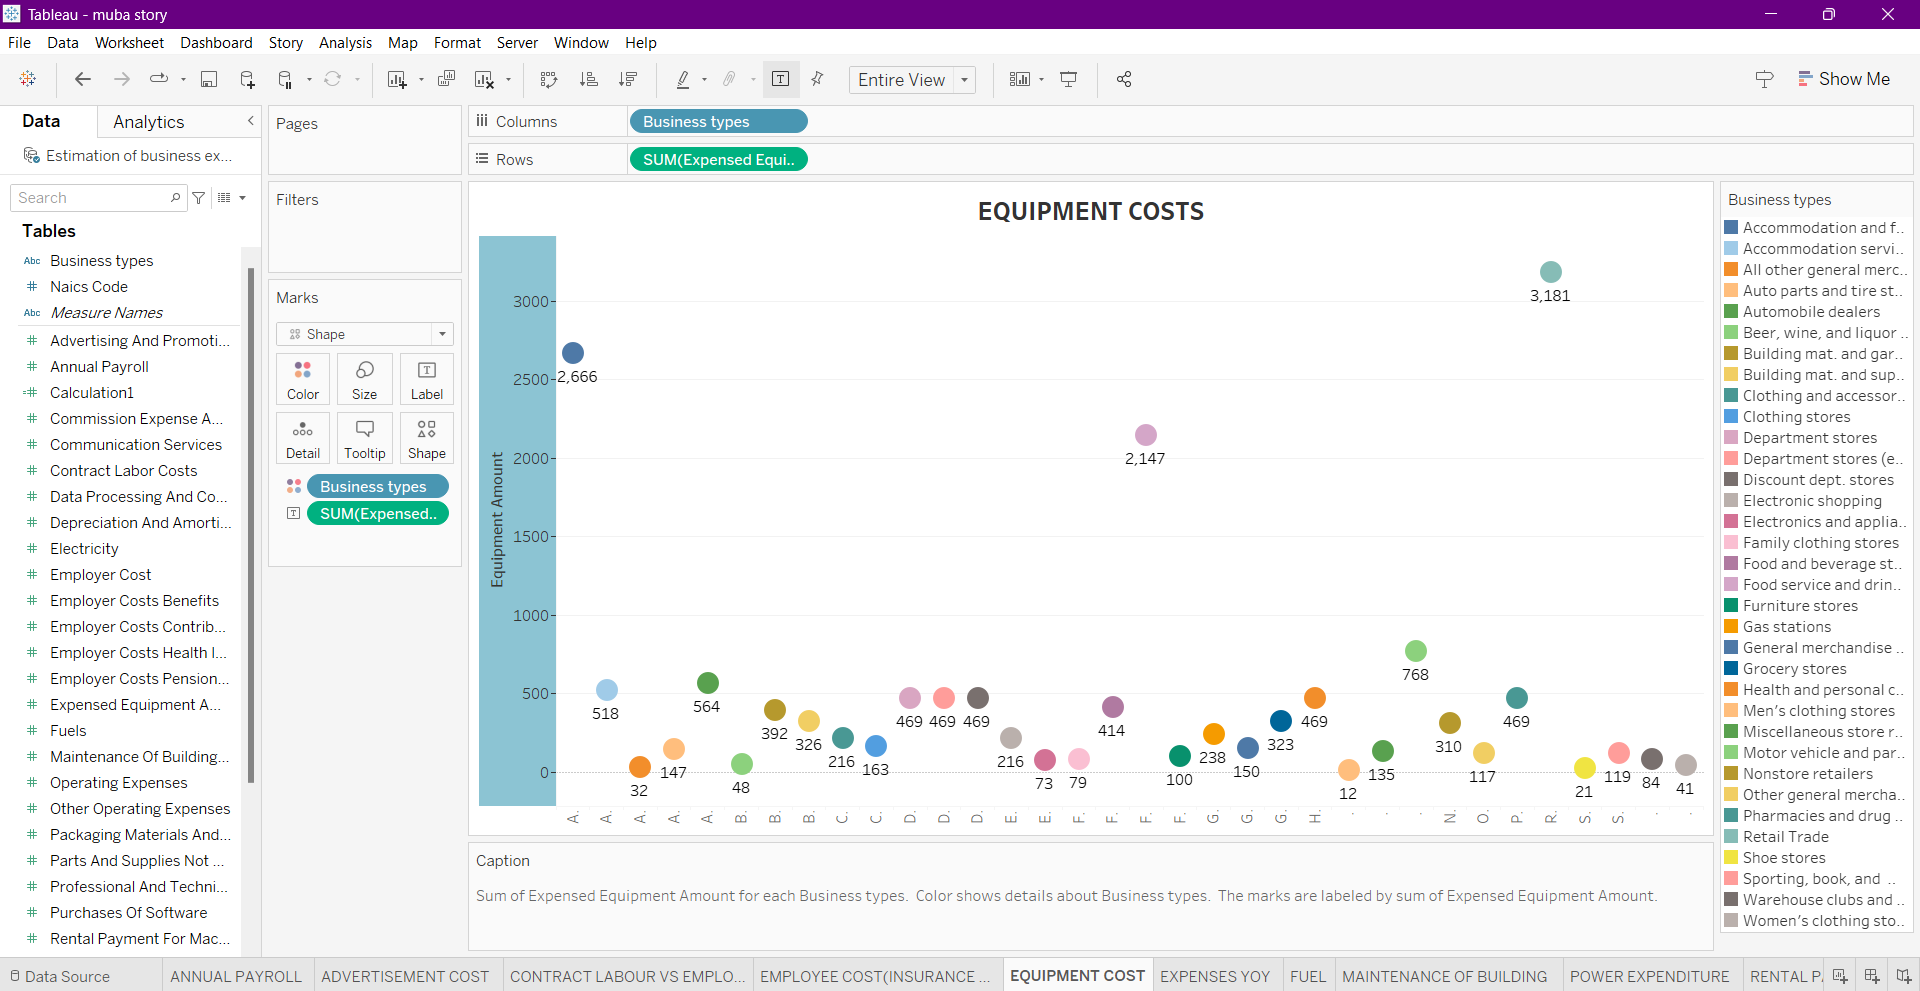 Tableau - muba story
File Data Worksheet Dashboard Story Analysis Map Format Server Window Help
Entire View
Show Me
Data
Analytics
Estimation of business ex...
Search
Tables
Business types
Naics Code
Measure Names
Advertising And Promoti...
Annual Payroll
Calculation1
Commission Expense A...
Communication Services
Contract Labor Costs
Data Processing And Co...
Depreciation And Amorti...
Electricity
Employer Cost
Employer Costs Benefits
Employer Costs Contrib...
Employer Costs Health I...
Employer Costs Pension...
Expensed Equipment A...
Fuels
Maintenance Of Building...
Operating Expenses
Other Operating Expenses
Packaging Materials And...
Parts And Supplies Not ...
Professional And Techni...
Purchases Of Software
Rental Payment For Mac...
Pages
Filters
Marks
Shape
Color
Size
Label
Detail
Tooltip
Shape
Business types
SUM(Expensed..
Columns
Business types
Rows
SUM(Expensed Equi..
EQUIPMENT COSTS
Equipment Amount
3000
2500
2000
1500
1000
500
0
2,666
518
32
147
564
48
392
326
216
163
469
469
469
216
73
79
414
2,147
100
238
150
323
469
12
135
768
310
117
469
3,181
21
119
84
41
A.
A.
A.
A.
A.
B.
B.
B.
C.
C.
D.
D.
D.
E.
E.
F.
F.
F.
F.
G.
G.
G.
H.
.
.
.
N.
O.
P.
R.
S.
S.
.
.
Caption
Sum of Expensed Equipment Amount for each Business types. Color shows details about Business types. The marks are labeled by sum of Expensed Equipment Amount.
Business types
Accommodation and f..
Accommodation servi..
All other general merc..
Auto parts and tire st..
Automobile dealers
Beer, wine, and liquor ..
Building mat. and gar..
Building mat. and sup..
Clothing and accessor..
Clothing stores
Department stores
Department stores (e..
Discount dept. stores
Electronic shopping
Electronics and applia..
Family clothing stores
Food and beverage st..
Food service and drin..
Furniture stores
Gas stations
General merchandise ..
Grocery stores
Health and personal c..
Men's clothing stores
Miscellaneous store r..
Motor vehicle and par..
Nonstore retailers
Other general mercha..
Pharmacies and drug ..
Retail Trade
Shoe stores
Sporting, book, and ..
Warehouse clubs and ..
Women's clothing sto..
Data Source
ANNUAL PAYROLL
ADVERTISEMENT COST
CONTRACT LABOUR VS EMPLO...
EMPLOYEE COST(INSURANCE ...
EQUIPMENT COST
EXPENSES YOY
FUEL
MAINTENANCE OF BUILDING
POWER EXPENDITURE
RENTAL P